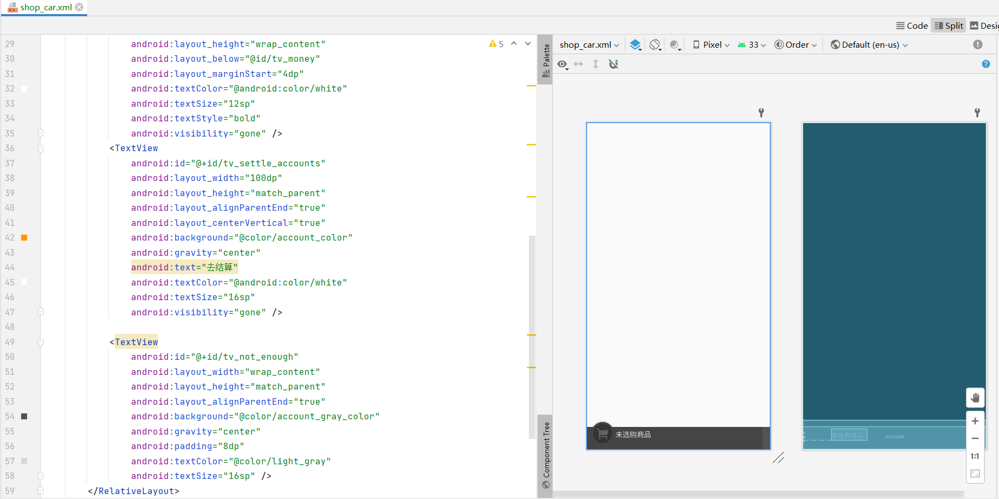 shop_car.xml
Code Split Desig
29 android:layout_height="wrap_content"
5
30 android:layout_below="@id/tv_money"
31 android:layout_marginStart="4dp"
32 android:textColor="@android:color/white"
33 android:textSize="12sp"
34 android:textStyle="bold"
35 android:visibility="gone" />
36 <TextView
37 android:id="@+id/tv_settle_accounts"
38 android:layout_width="100dp"
39 android:layout_height="match_parent"
40 android:layout_alignParentEnd="true"
41 android:layout_centerVertical="true"
42 android:background="@color/account_color"
43 android:gravity="center"
44 android:text="去结算"
45 android:textColor="@android:color/white"
46 android:textSize="16sp"
47 android:visibility="gone" />
48
49 <TextView
50 android:id="@+id/tv_not_enough"
51 android:layout_width="wrap_content"
52 android:layout_height="match_parent"
53 android:layout_alignParentEnd="true"
54 android:background="@color/account_gray_color"
55 android:gravity="center"
56 android:padding="8dp"
57 android:textColor="@color/light_gray"
58 android:textSize="16sp" />
59 </RelativeLayout>
Palette
Component Tree
shop_car.xml Pixel 33 Order Default (en-us)
未选购商品
未选购商品 include
1:1